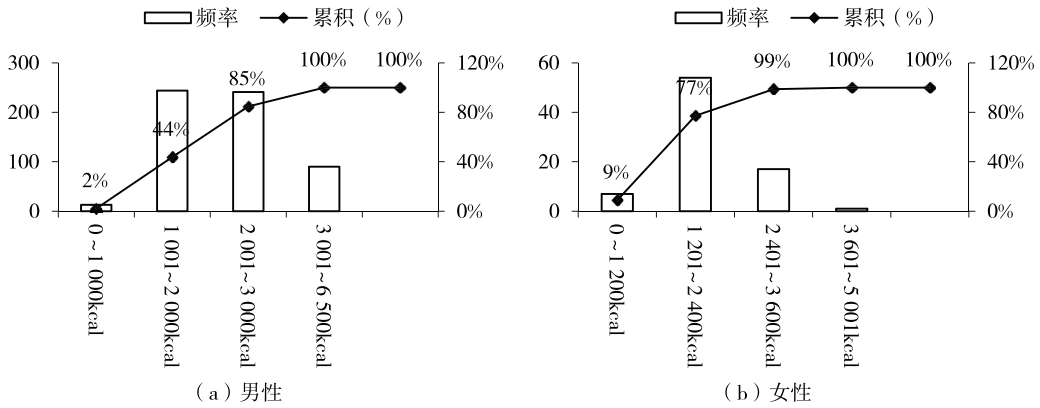 频率 累积(%)
300 120%
200 80%
100 40%
0 0%
2% 44% 85% 100% 100%
0~1 000kcal
1 001~2 000kcal
2 001~3 000kcal
3 001~6 500kcal
(a)男性
频率 累积(%)
60 120%
40 80%
20 40%
0 0%
9% 77% 99% 100% 100%
0~1 200kcal
1 201~2 400kcal
2 401~3 600kcal
3 601~5 001kcal
(b)女性